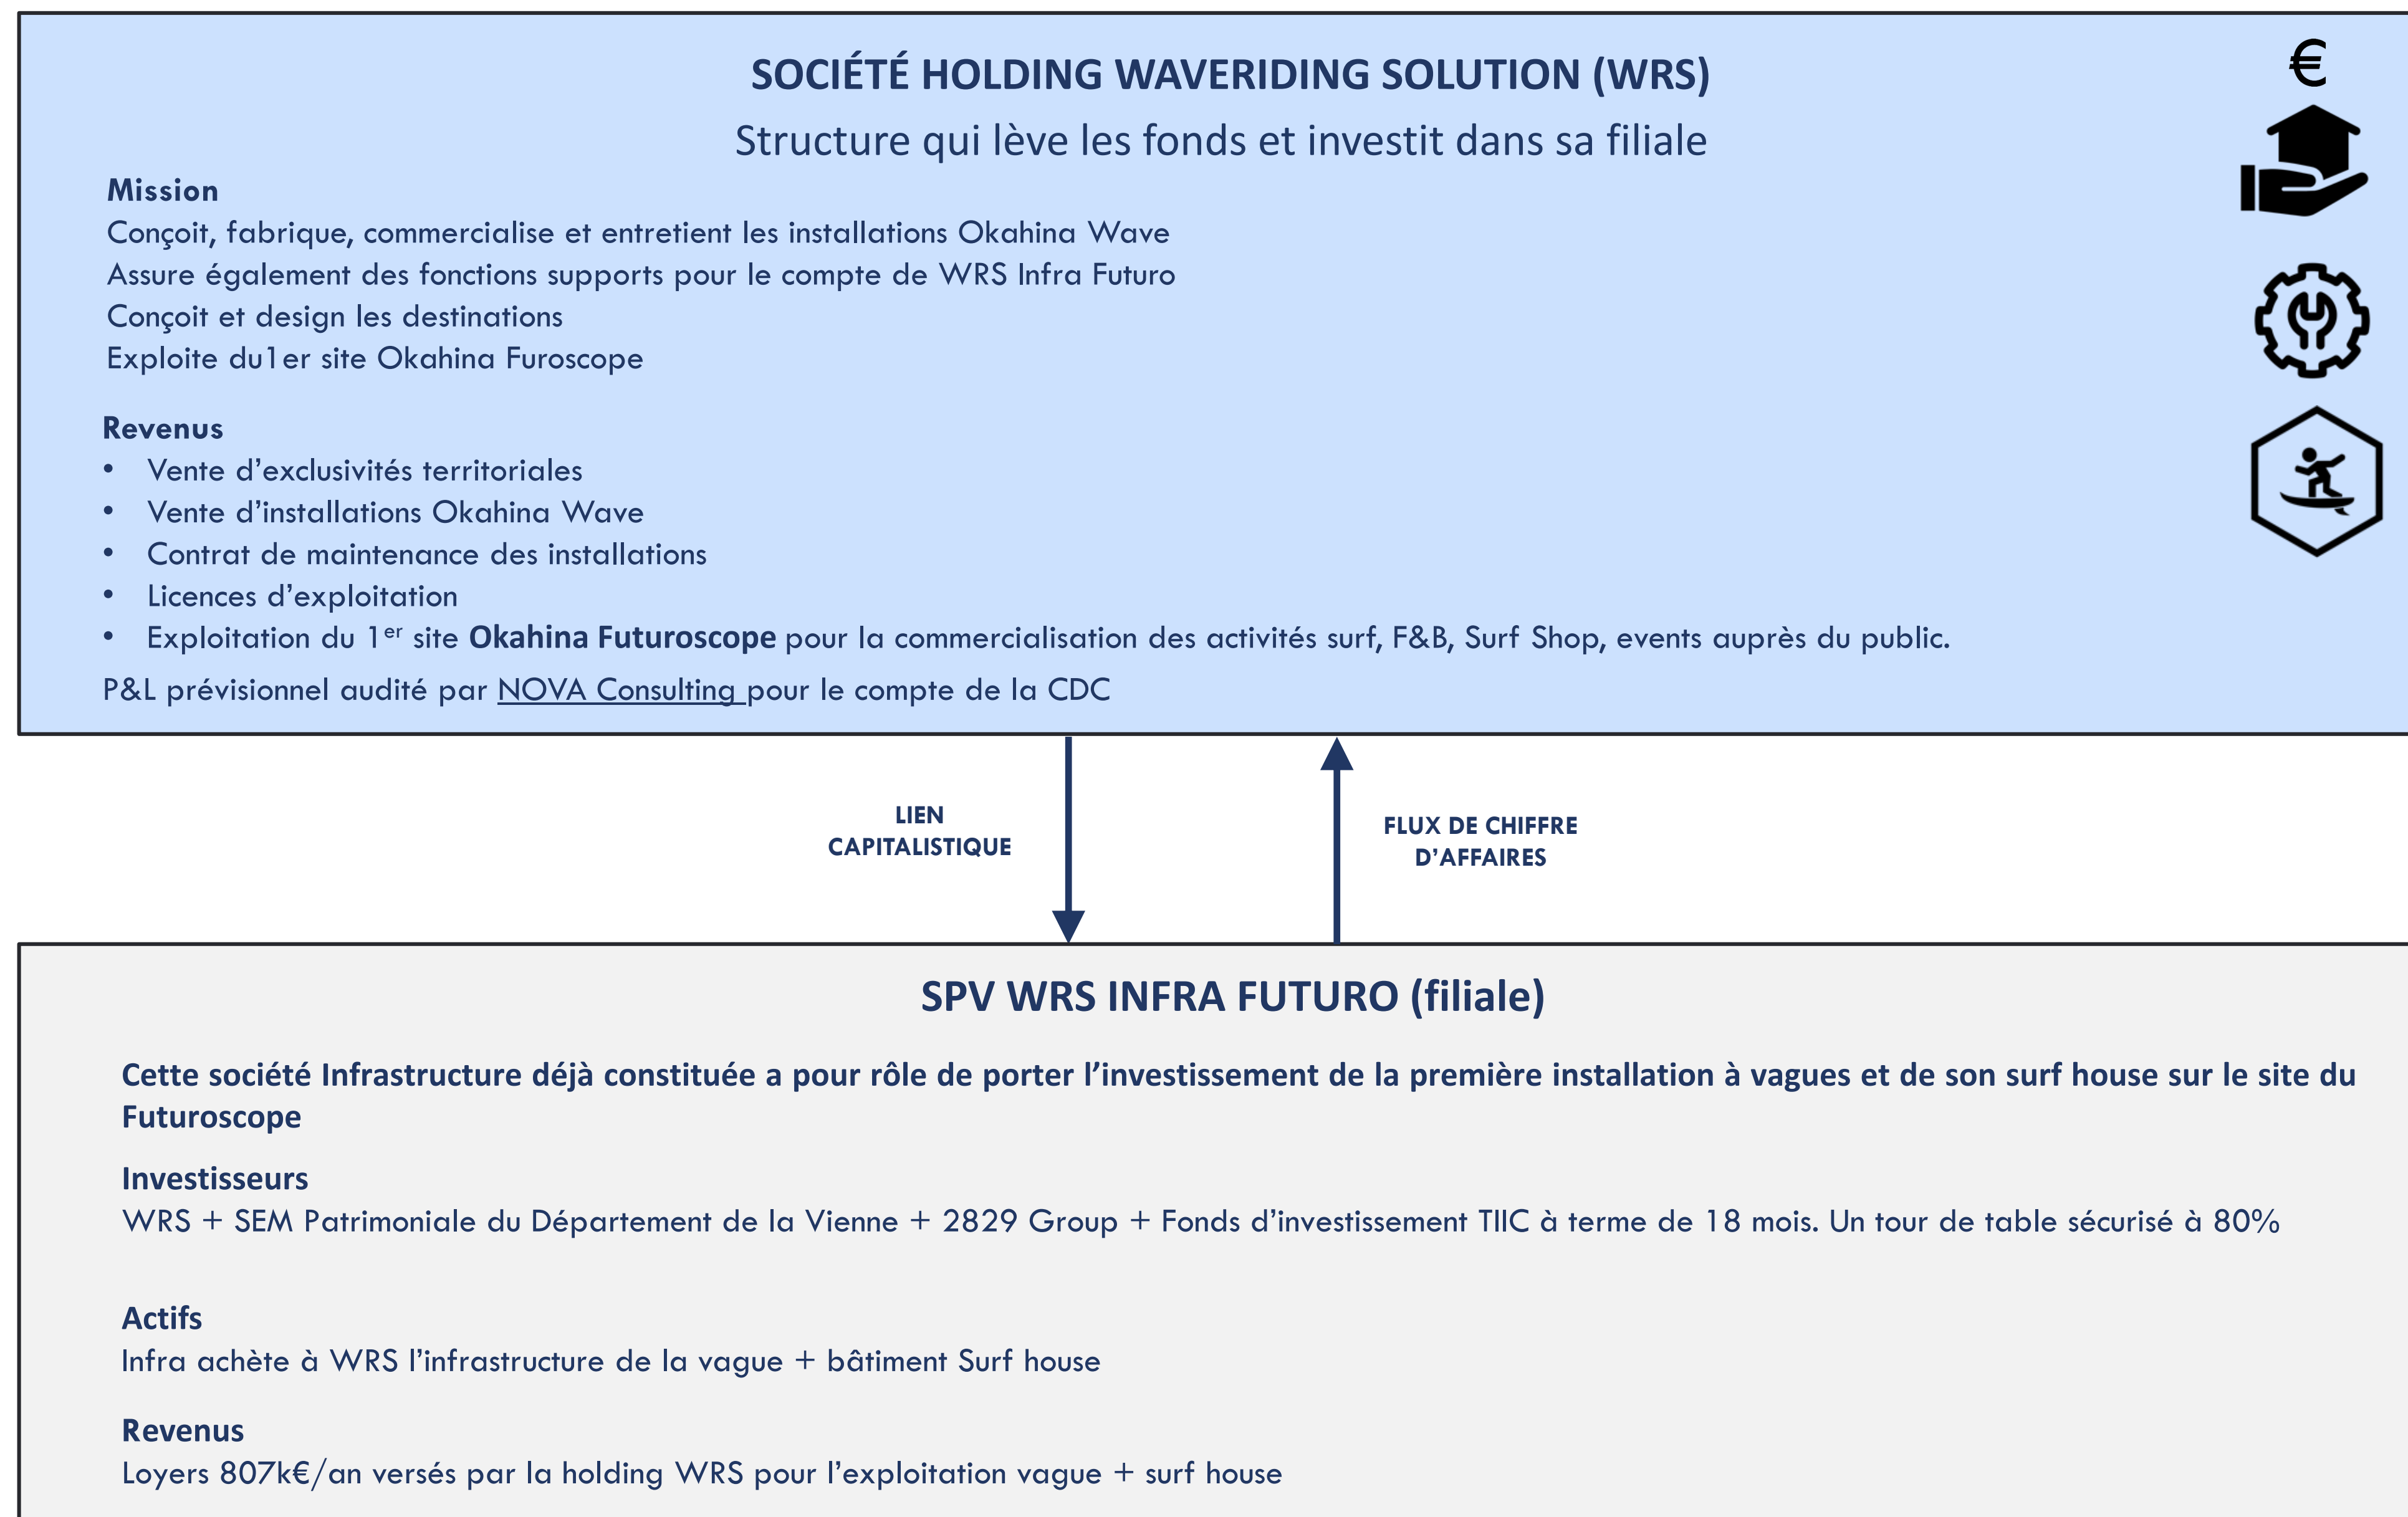 SOCIÉTÉ HOLDING WAVERIDING SOLUTION (WRS)
€
Structure qui lève les fonds et investit dans sa filiale
Mission
Conçoit, fabrique, commercialise et entretient les installations Okahina Wave
Assure également des fonctions supports pour le compte de WRS Infra Futuro
Conçoit et design les destinations
Exploite du1er site Okahina Furoscope
Revenus
• Vente d’exclusivités territoriales
• Vente d’installations Okahina Wave
• Contrat de maintenance des installations
• Licences d’exploitation
• Exploitation du 1er site Okahina Futuroscope pour la commercialisation des activités surf, F&B, Surf Shop, events auprès du public.
P&L prévisionnel audité par NOVA Consulting pour le compte de la CDC
LIEN
CAPITALISTIQUE
FLUX DE CHIFFRE
D’AFFAIRES
SPV WRS INFRA FUTURO (filiale)
Cette société Infrastructure déjà constituée a pour rôle de porter l’investissement de la première installation à vagues et de son surf house sur le site du
Futuroscope
Investisseurs
WRS + SEM Patrimoniale du Département de la Vienne + 2829 Group + Fonds d’investissement TIIC à terme de 18 mois. Un tour de table sécurisé à 80%
Actifs
Infra achète à WRS l’infrastructure de la vague + bâtiment Surf house
Revenus
Loyers 807k€/an versés par la holding WRS pour l’exploitation vague + surf house